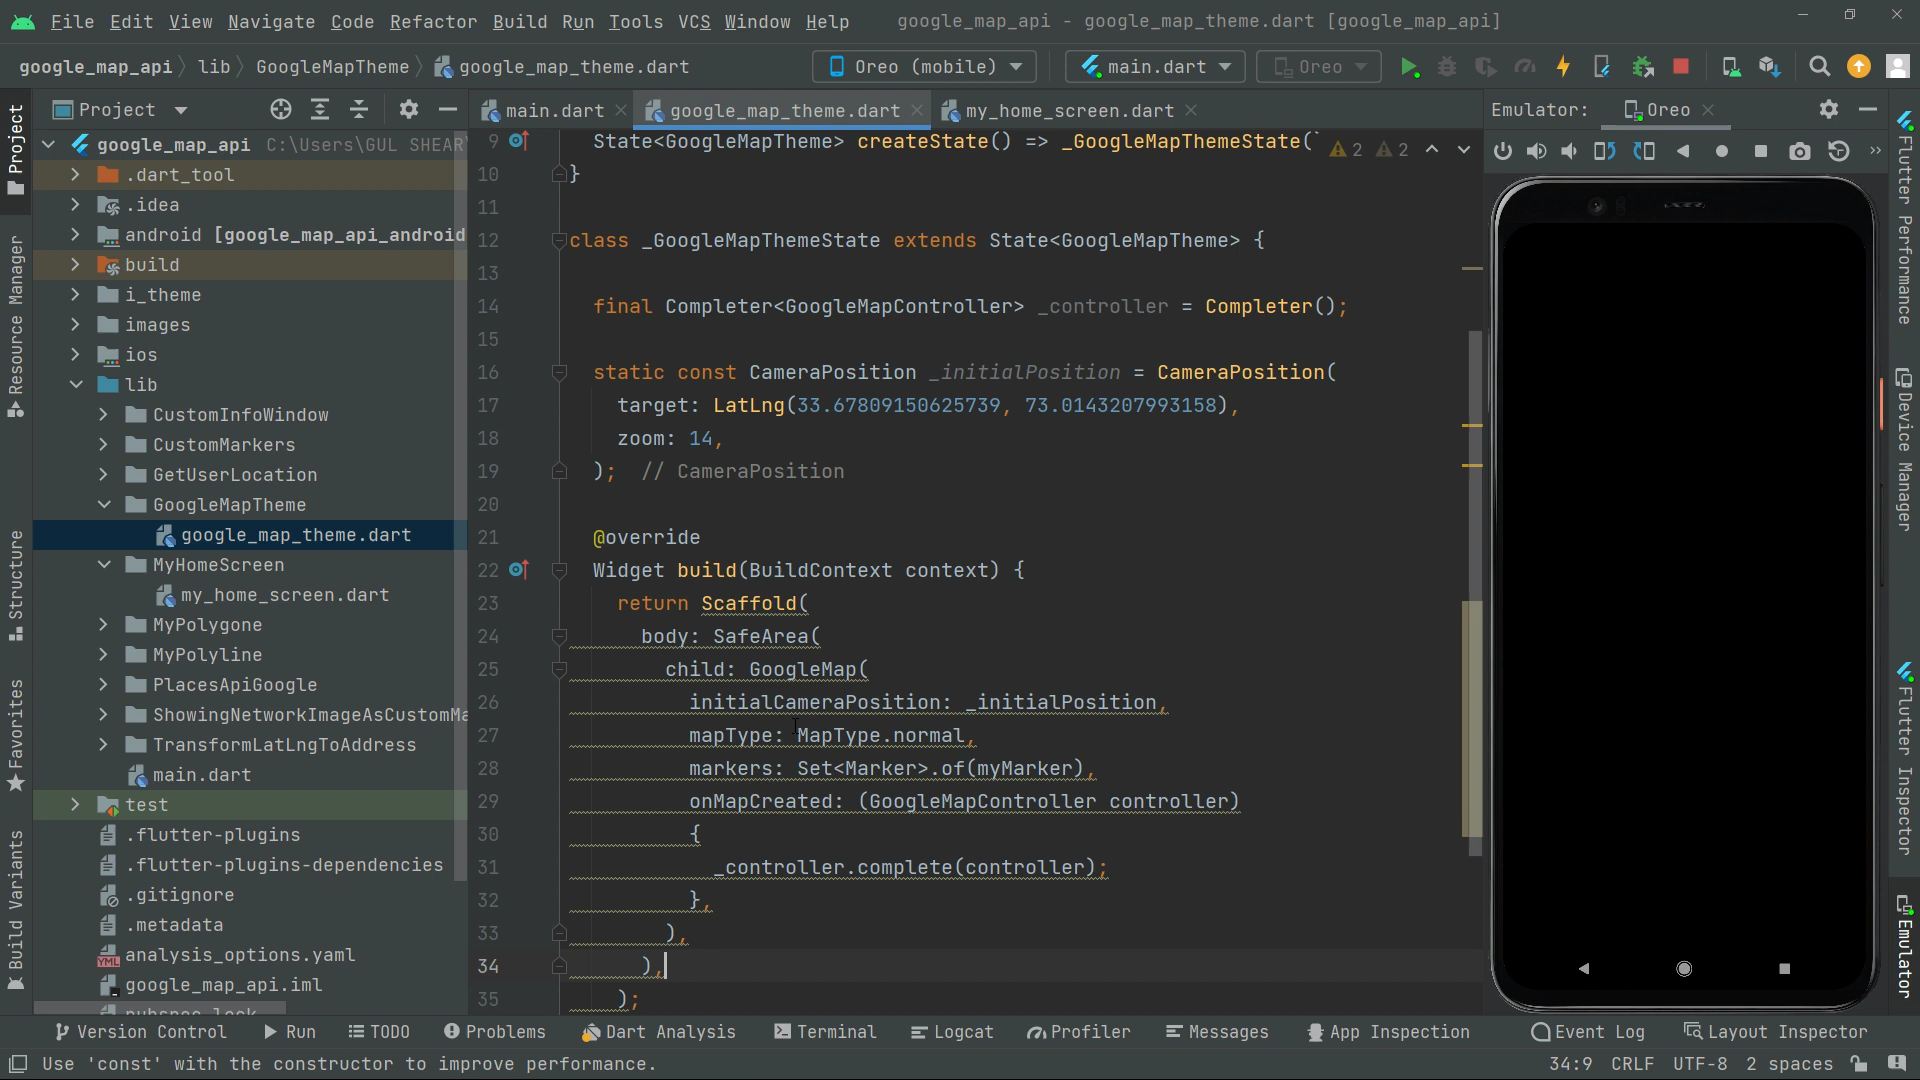 File Edit View Navigate Code Refactor Build Run Tools VCS Window Help google_map_api - google_map_theme.dart [google_map_api]
google_map_api lib GoogleMapTheme google_map_theme.dart Oreo (mobile) main.dart Oreo
Project
main.dart google_map_theme.dart my_home_screen.dart
Emulator: Oreo
google_map_api C:\Users\GUL SHEAR
.dart_tool
.idea
android [google_map_api_android
build
i_theme
images
ios
lib
CustomInfoWindow
CustomMarkers
GetUserLocation
GoogleMapTheme
google_map_theme.dart
MyHomeScreen
my_home_screen.dart
MyPolygone
MyPolyline
PlacesApiGoogle
ShowingNetworkImageAsCustomMa
TransformLatLngToAddress
main.dart
test
.flutter-plugins
.flutter-plugins-dependencies
.gitignore
.metadata
analysis_options.yaml
google_map_api.iml
pubspec.lock
9 State<GoogleMapTheme> createState() => _GoogleMapThemeState(
2 2
10 }
11
12 class _GoogleMapThemeState extends State<GoogleMapTheme> {
13
14 final Completer<GoogleMapController> _controller = Completer();
15
16 static const CameraPosition _initialPosition = CameraPosition(
17 target: LatLng(33.67809150625739, 73.0143207993158),
18 zoom: 14,
19 ); // CameraPosition
20
21 @override
22 Widget build(BuildContext context) {
23 return Scaffold(
24 body: SafeArea(
25 child: GoogleMap(
26 initialCameraPosition: _initialPosition,
27 mapType: MapType.normal,
28 markers: Set<Marker>.of(myMarker),
29 onMapCreated: (GoogleMapController controller)
30 {
31 _controller.complete(controller);
32 },
33 ),
34 ),
35 );
Project
Resource Manager
Structure
Favorites
Build Variants
Flutter Performance
Device Manager
Flutter Inspector
Emulator
Version Control Run TODO Problems Dart Analysis Terminal Logcat Profiler Messages App Inspection Event Log Layout Inspector
Use 'const' with the constructor to improve performance. 34:9 CRLF UTF-8 2 spaces